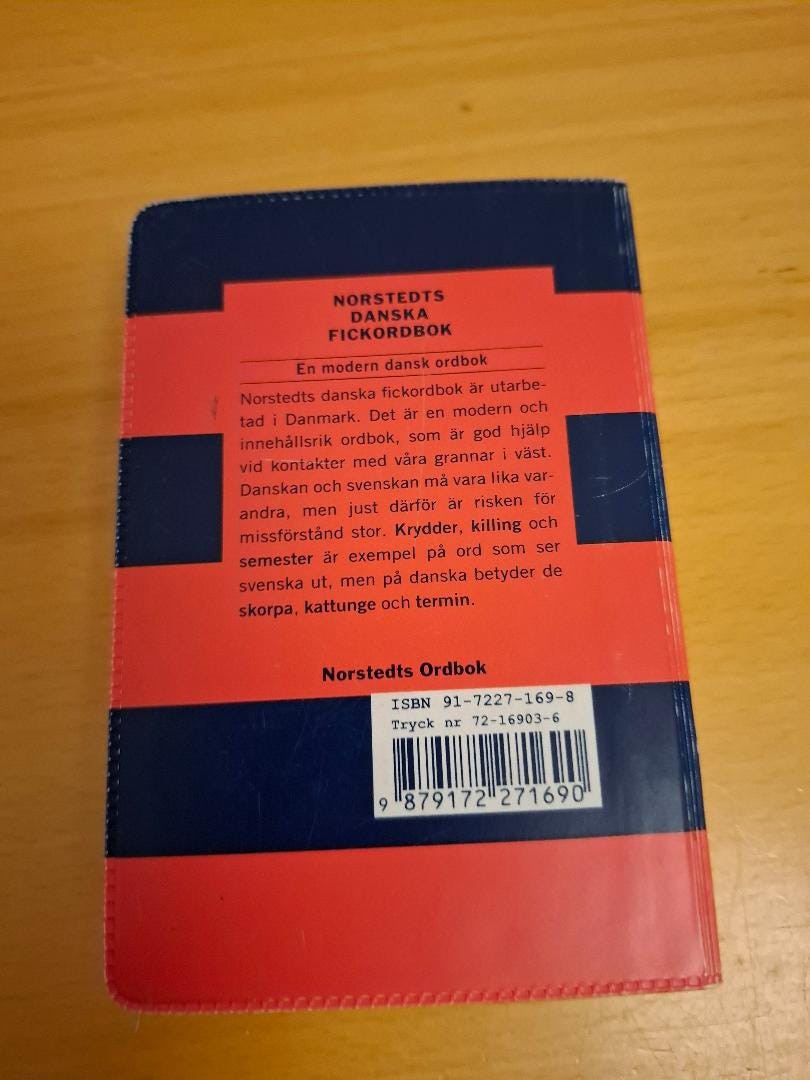 NORSTEDTS
DANSKA
FICKORDBOK
En modern dansk ordbok
Norstedts danska fickordbok är utarbe-
tad i Danmark. Det är en modern och
innehållsrik ordbok, som är god hjälp
vid kontakter med våra grannar i väst.
Danskan och svenskan må vara lika var-
andra, men just därför är risken för
missförstånd stor. Krydder, killing och
semester är exempel på ord som ser
svenska ut, men på danska betyder de
skorpa, kattunge och termin.
Norstedts Ordbok
ISBN 91-7227-169-8
Tryck nr 72-16903-6
9 879172 271690